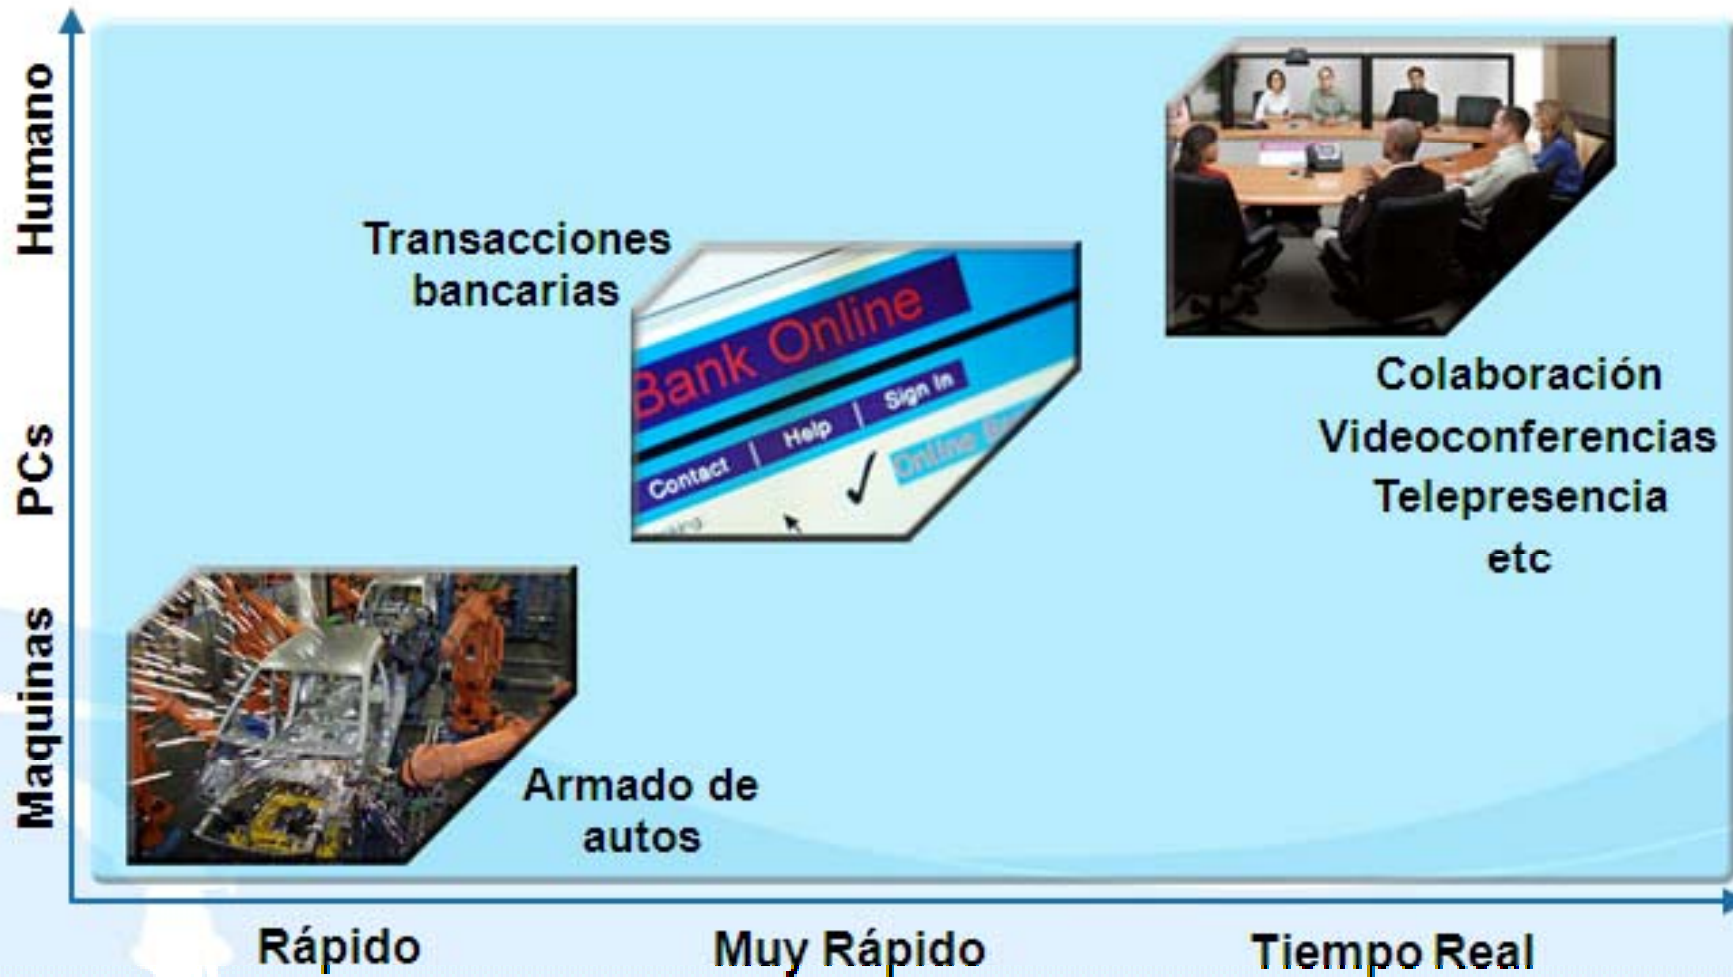 Humano
PCs
Maquinas
Transacciones
bancarias
Bank Online
Contact | Help | Sign In
Online
Colaboración
Videoconferencias
Telepresencia
etc
Armado de
autos
Rápido
Muy Rápido
Tiempo Real